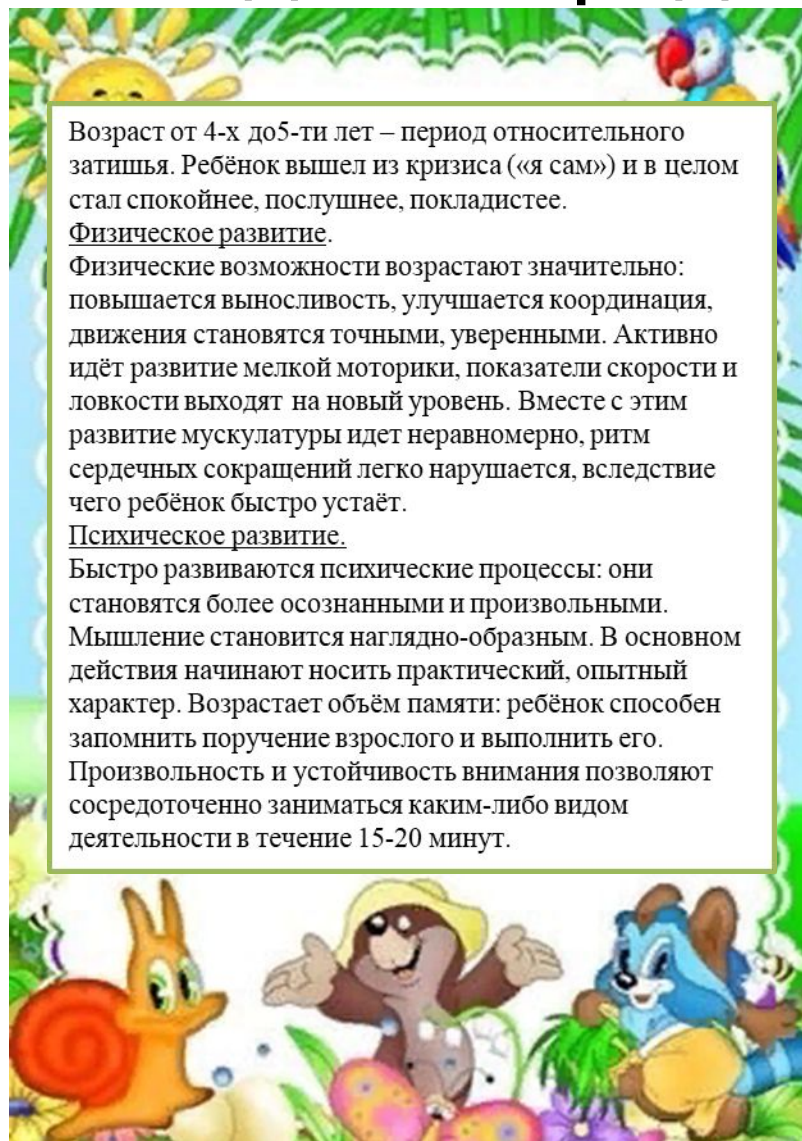 Возраст от 4-х до5-ти лет – период относительного
затишья. Ребёнок вышел из кризиса («я сам») и в целом
стал спокойнее, послушнее, покладистее.
Физическое развитие.
Физические возможности возрастают значительно:
повышается выносливость, улучшается координация,
движения становятся точными, уверенными. Активно
идёт развитие мелкой моторики, показатели скорости и
ловкости выходят на новый уровень. Вместе с этим
развитие мускулатуры идет неравномерно, ритм
сердечных сокращений легко нарушается, вследствие
чего ребёнок быстро устаёт.
Психическое развитие.
Быстро развиваются психические процессы: они
становятся более осознанными и произвольными.
Мышление становится наглядно-образным. В основном
действия начинают носить практический, опытный
характер. Возрастает объём памяти: ребёнок способен
запомнить поручение взрослого и выполнить его.
Произвольность и устойчивость внимания позволяют
сосредоточенно заниматься каким-либо видом
деятельности в течение 15-20 минут.